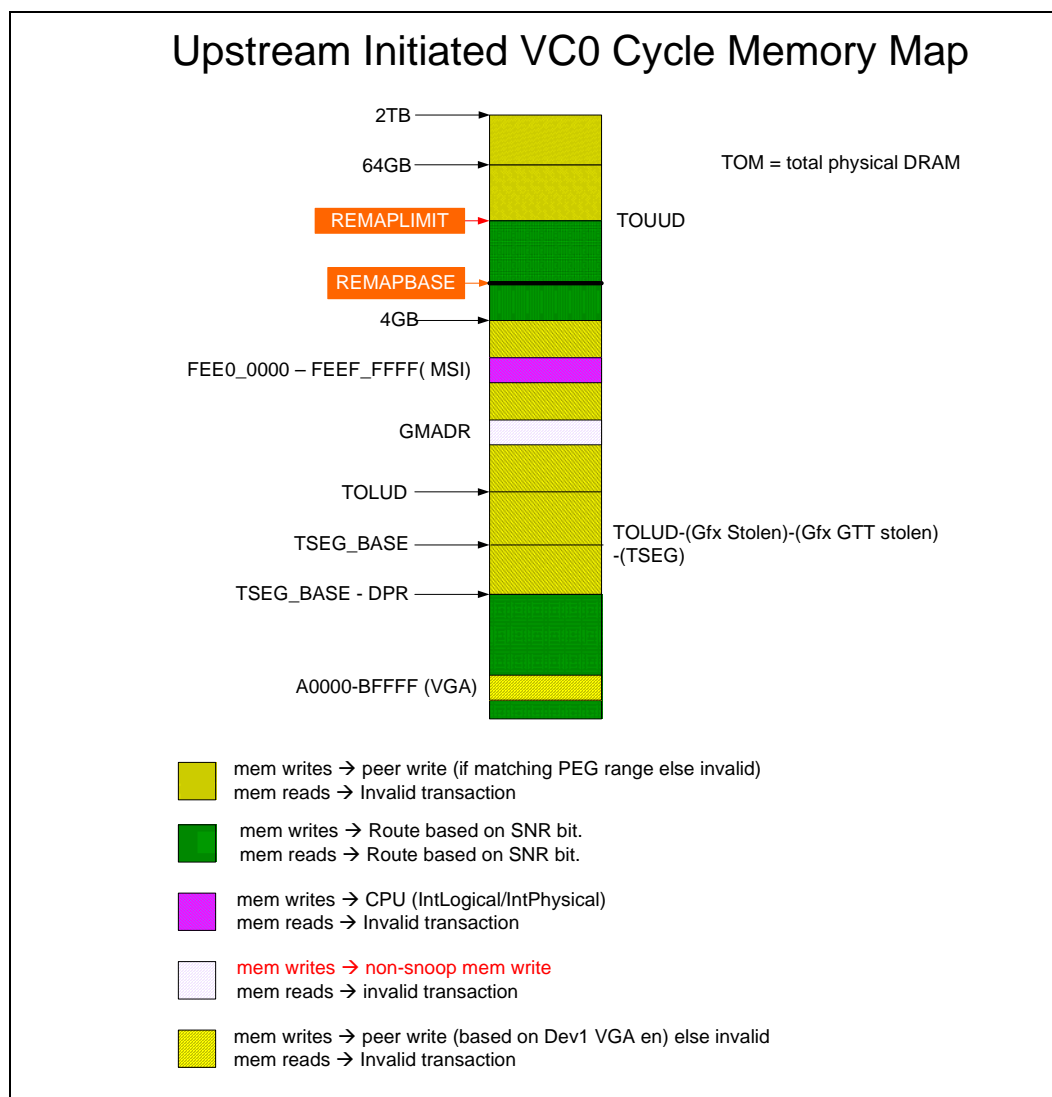 Upstream Initiated VC0 Cycle Memory Map
2TB
64GB
TOM = total physical DRAM
REMAPLIMIT
TOUUD
REMAPBASE
4GB
FEE0_0000 – FEEF_FFFF( MSI)
GMADR
TOLUD
TSEG_BASE
TOLUD-(Gfx Stolen)-(Gfx GTT stolen)
-(TSEG)
TSEG_BASE - DPR
A0000-BFFFF (VGA)
mem writes → peer write (if matching PEG range else invalid)
mem reads → Invalid transaction
mem writes → Route based on SNR bit.
mem reads → Route based on SNR bit.
mem writes → CPU (IntLogical/IntPhysical)
mem reads → Invalid transaction
mem writes → non-snoop mem write
mem reads → invalid transaction
mem writes → peer write (based on Dev1 VGA en) else invalid
mem reads → Invalid transaction